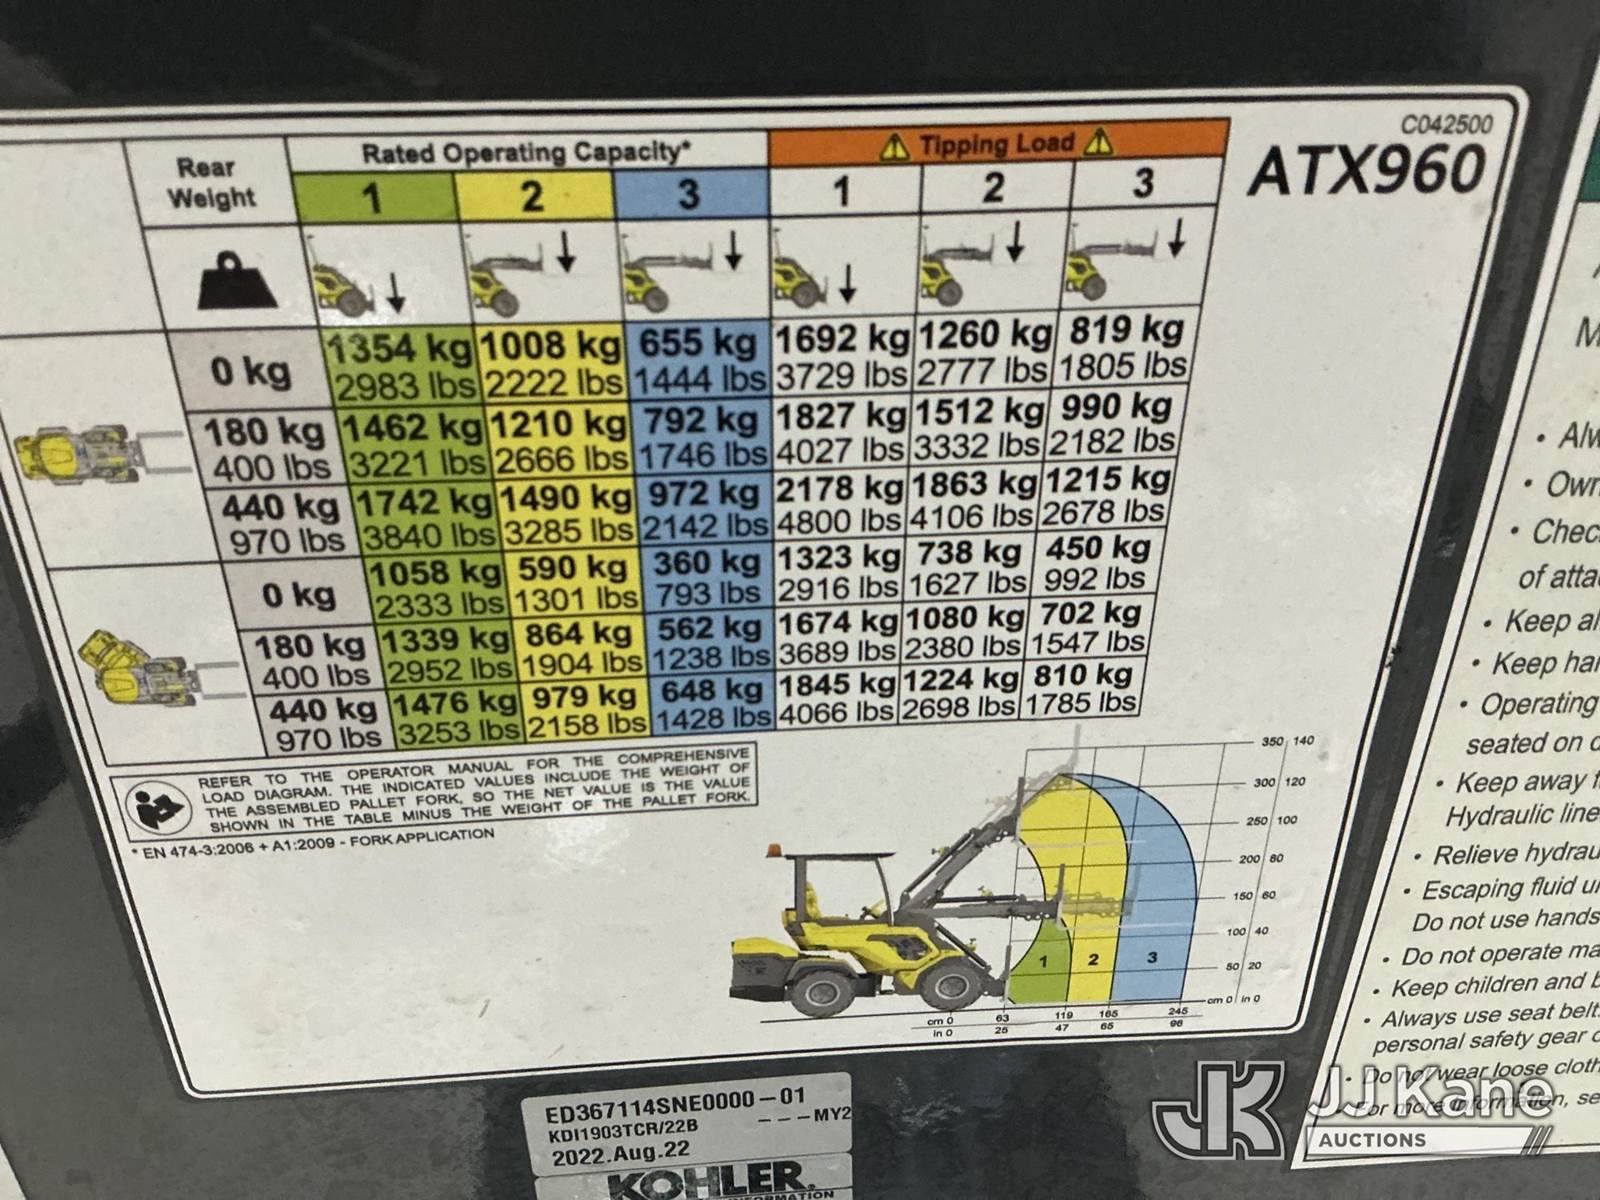 C042500
ATX960
Rear Weight
Rated Operating Capacity*
⚠ Tipping Load ⚠
1 2 3 1 2 3
0 kg 1354 kg 1008 kg 655 kg 1692 kg 1260 kg 819 kg
2983 lbs 2222 lbs 1444 lbs 3729 lbs 2777 lbs 1805 lbs
180 kg 1462 kg 1210 kg 792 kg 1827 kg 1512 kg 990 kg
400 lbs 3221 lbs 2666 lbs 1746 lbs 4027 lbs 3332 lbs 2182 lbs
440 kg 1742 kg 1490 kg 972 kg 2178 kg 1863 kg 1215 kg
970 lbs 3840 lbs 3285 lbs 2142 lbs 4800 lbs 4106 lbs 2678 lbs
0 kg 1058 kg 590 kg 360 kg 1323 kg 738 kg 450 kg
2333 lbs 1301 lbs 793 lbs 2916 lbs 1627 lbs 992 lbs
180 kg 1339 kg 864 kg 562 kg 1674 kg 1080 kg 702 kg
400 lbs 2952 lbs 1904 lbs 1238 lbs 3689 lbs 2380 lbs 1547 lbs
440 kg 1476 kg 979 kg 648 kg 1845 kg 1224 kg 810 kg
970 lbs 3253 lbs 2158 lbs 1428 lbs 4066 lbs 2698 lbs 1785 lbs
REFER TO THE OPERATOR MANUAL FOR THE COMPREHENSIVE
LOAD DIAGRAM. THE INDICATED VALUES INCLUDE THE WEIGHT OF
THE ASSEMBLED PALLET FORK, SO THE NET VALUE IS THE VALUE
SHOWN IN THE TABLE MINUS THE WEIGHT OF THE PALLET FORK.
* EN 474-3:2006 + A1:2009 - FORK APPLICATION
350 140
300 120
250 100
200 80
150 60
100 40
50 20
cm 0 in 0
1 2 3
cm 0 63 119 165 245
in 0 25 47 65 96
ED367114SNE0000-01
KDI1903TCR/22B ---MY2
2022.Aug.22
KOHLER
INFORMATION
A
M
• Alw
• Own
• Chec
of atta
• Keep al
• Keep han
• Operating
seated on
• Keep away
Hydraulic line
• Relieve hydrau
• Escaping fluid
Do not use hands
• Do not operate ma
• Keep children and
• Always use seat belt
personal safety gear
• Do not wear loose cloth
• For more information, se
JJ Kane
AUCTIONS